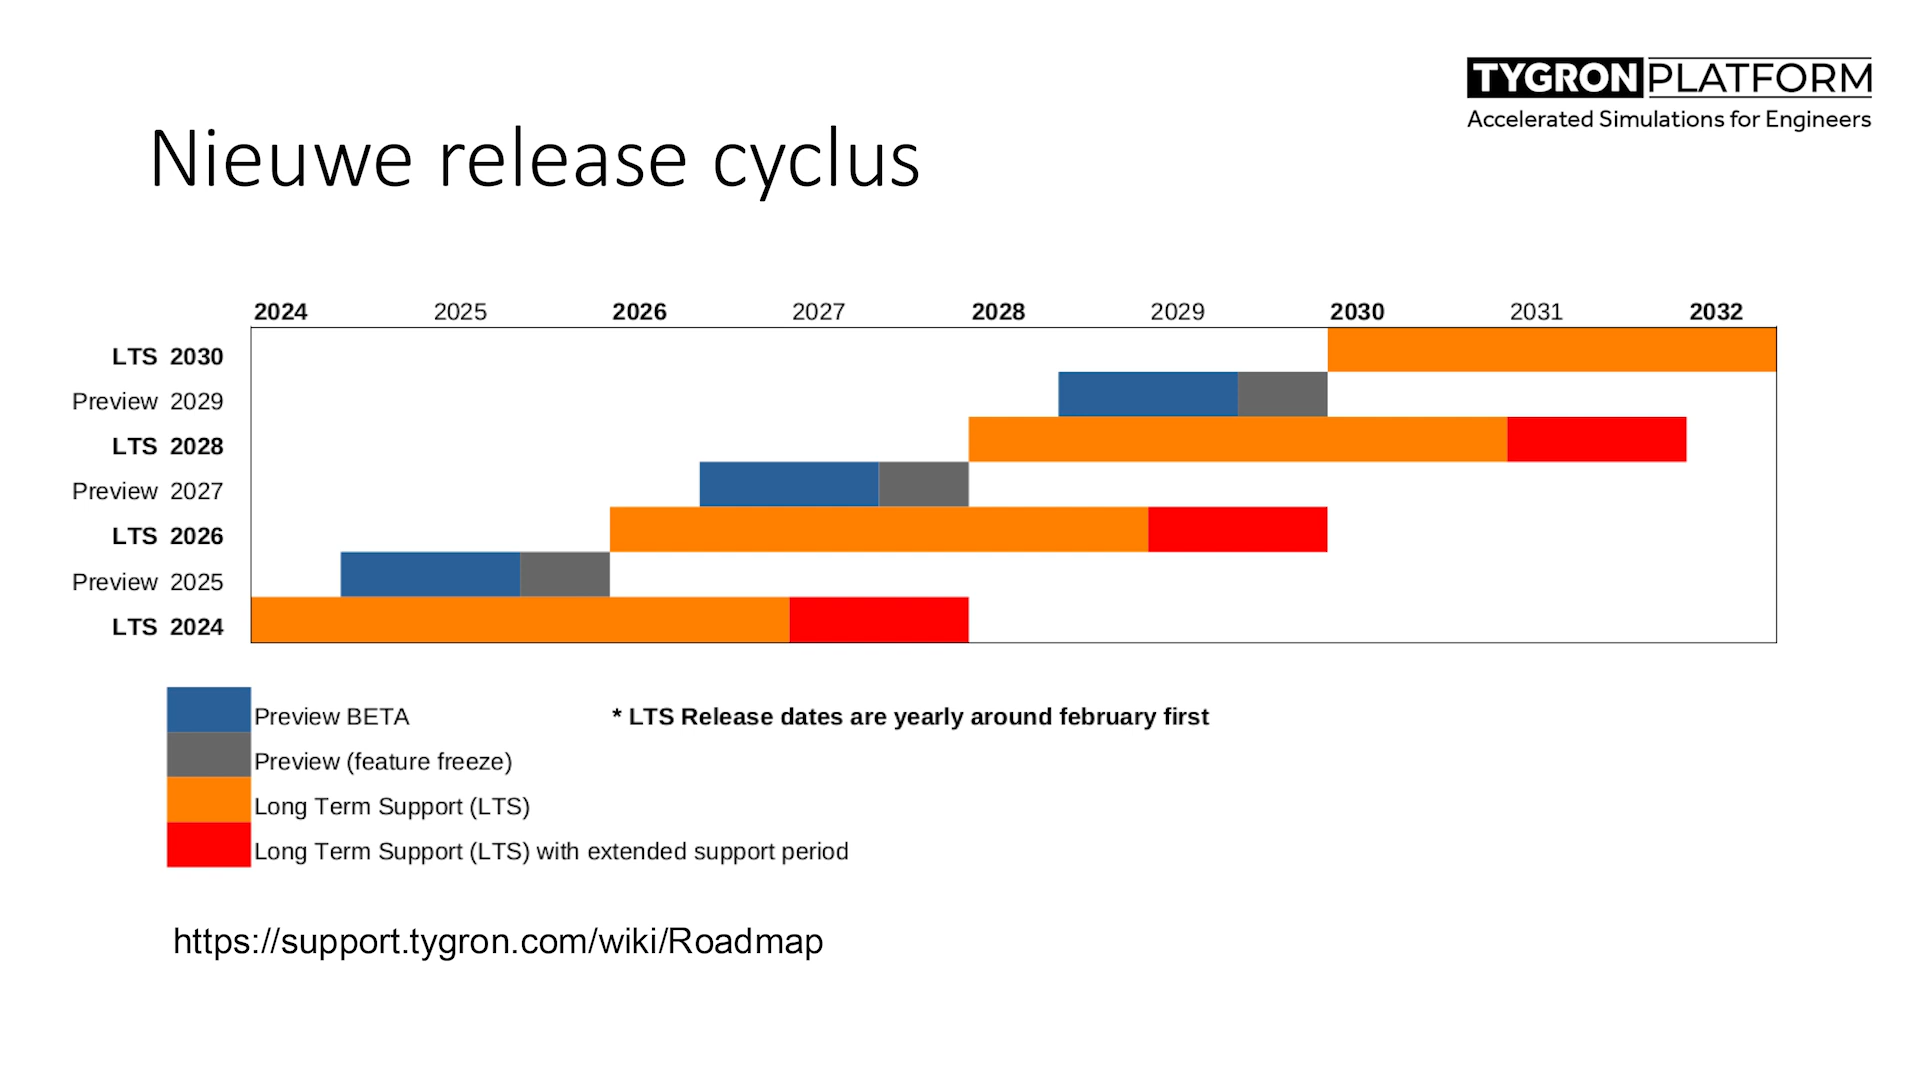 TYGRON PLATFORM
Accelerated Simulations for Engineers
Nieuwe release cyclus
2024 2025 2026 2027 2028 2029 2030 2031 2032
LTS 2030
Preview 2029
LTS 2028
Preview 2027
LTS 2026
Preview 2025
LTS 2024
Preview BETA
* LTS Release dates are yearly around february first
Preview (feature freeze)
Long Term Support (LTS)
Long Term Support (LTS) with extended support period
https://support.tygron.com/wiki/Roadmap